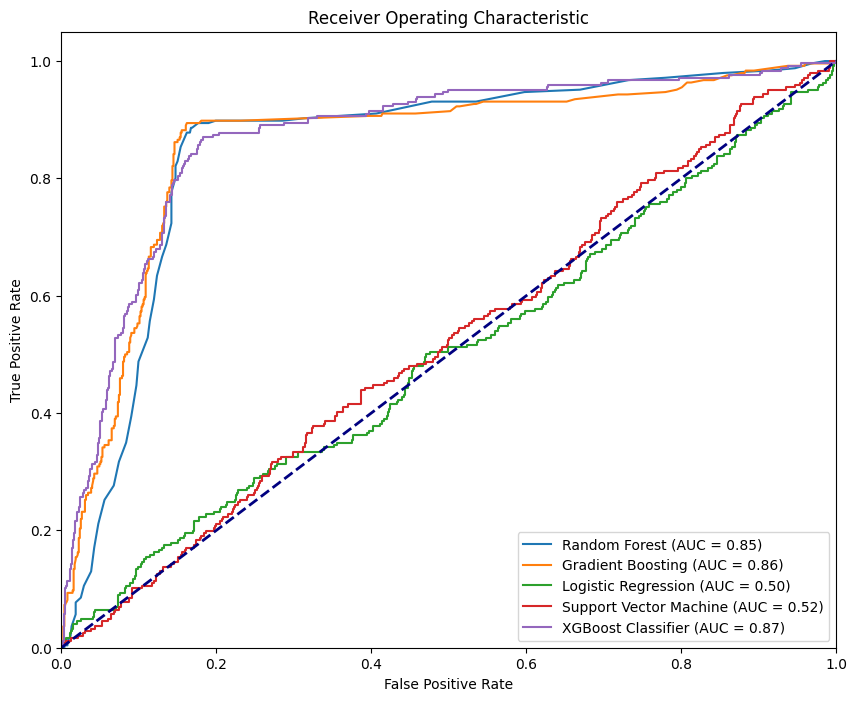 Receiver Operating Characteristic
True Positive Rate
1.0
0.8
0.6
0.4
0.2
0.0
Random Forest (AUC = 0.85)
Gradient Boosting (AUC = 0.86)
Logistic Regression (AUC = 0.50)
Support Vector Machine (AUC = 0.52)
XGBoost Classifier (AUC = 0.87)
0.0 0.2 0.4 0.6 0.8 1.0
False Positive Rate